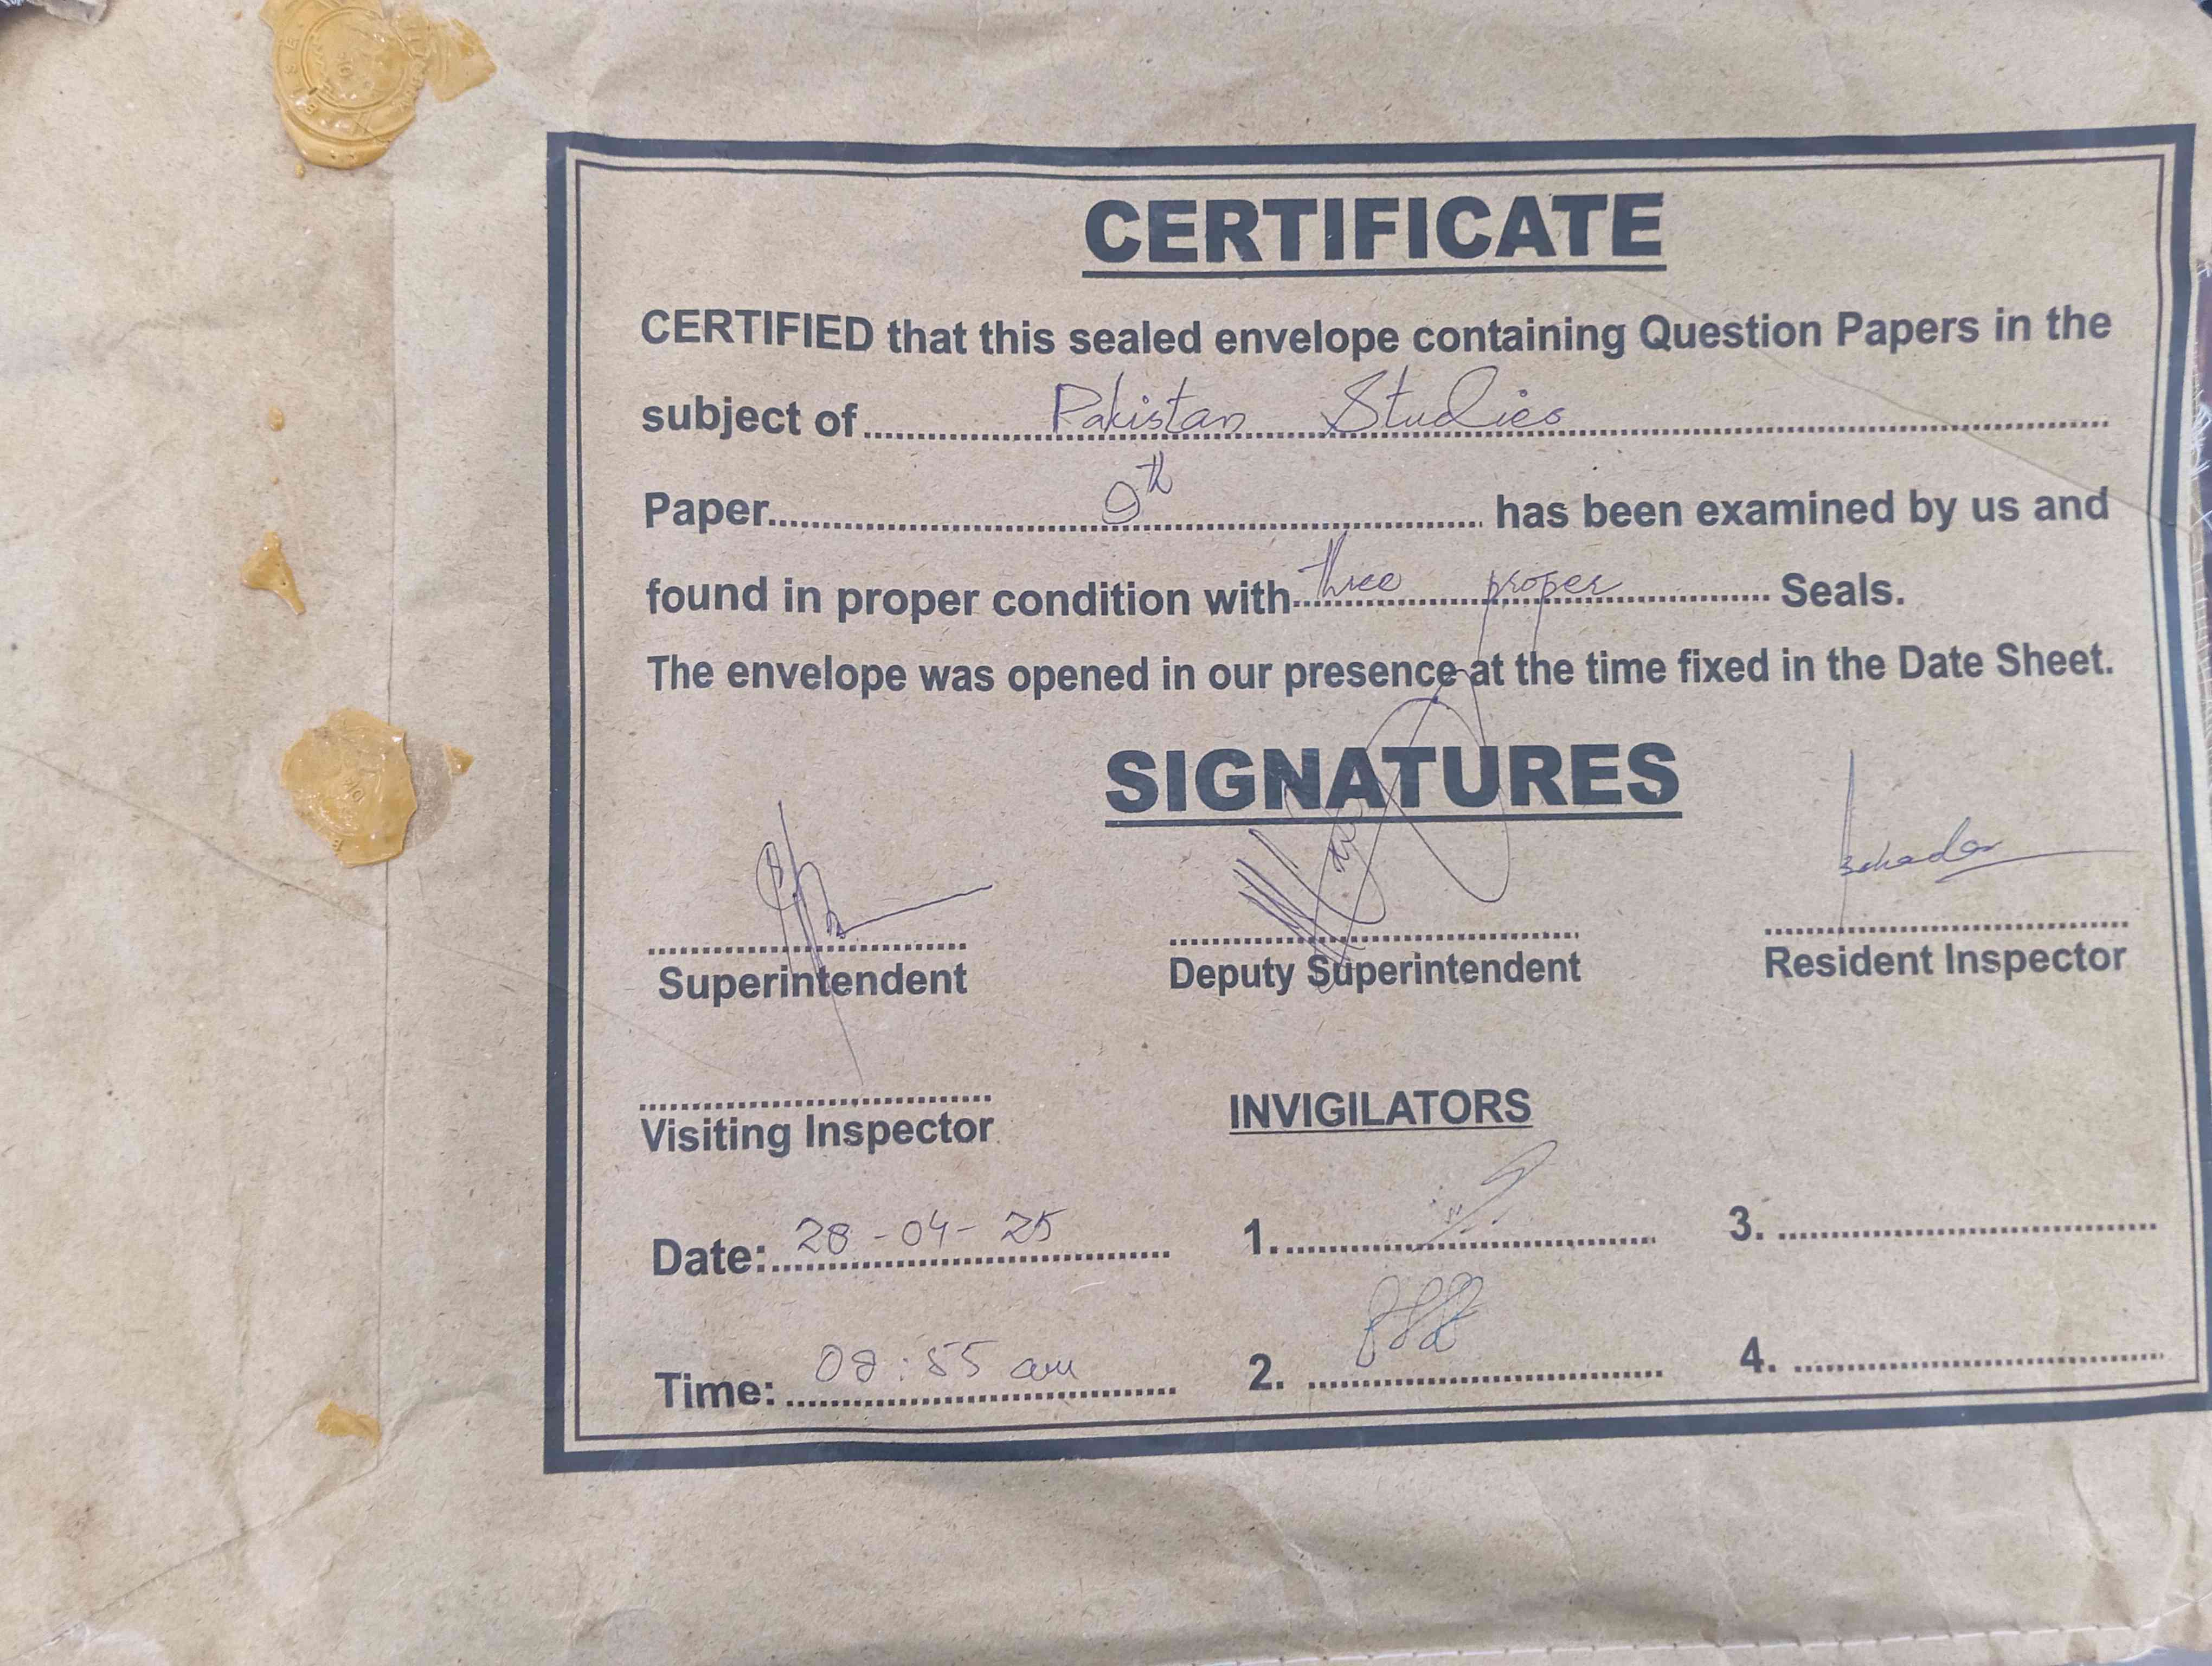 CERTIFICATE
CERTIFIED that this sealed envelope containing Question Papers in the
subject of Pakistan Studies
Paper 9th has been examined by us and
found in proper condition with three proper Seals.
The envelope was opened in our presence at the time fixed in the Date Sheet.
SIGNATURES
Superintendent Deputy Superintendent Resident Inspector
Visiting Inspector INVIGILATORS
Date: 28-04-25 1. 3.
Time: 08:55 am 2. 4.